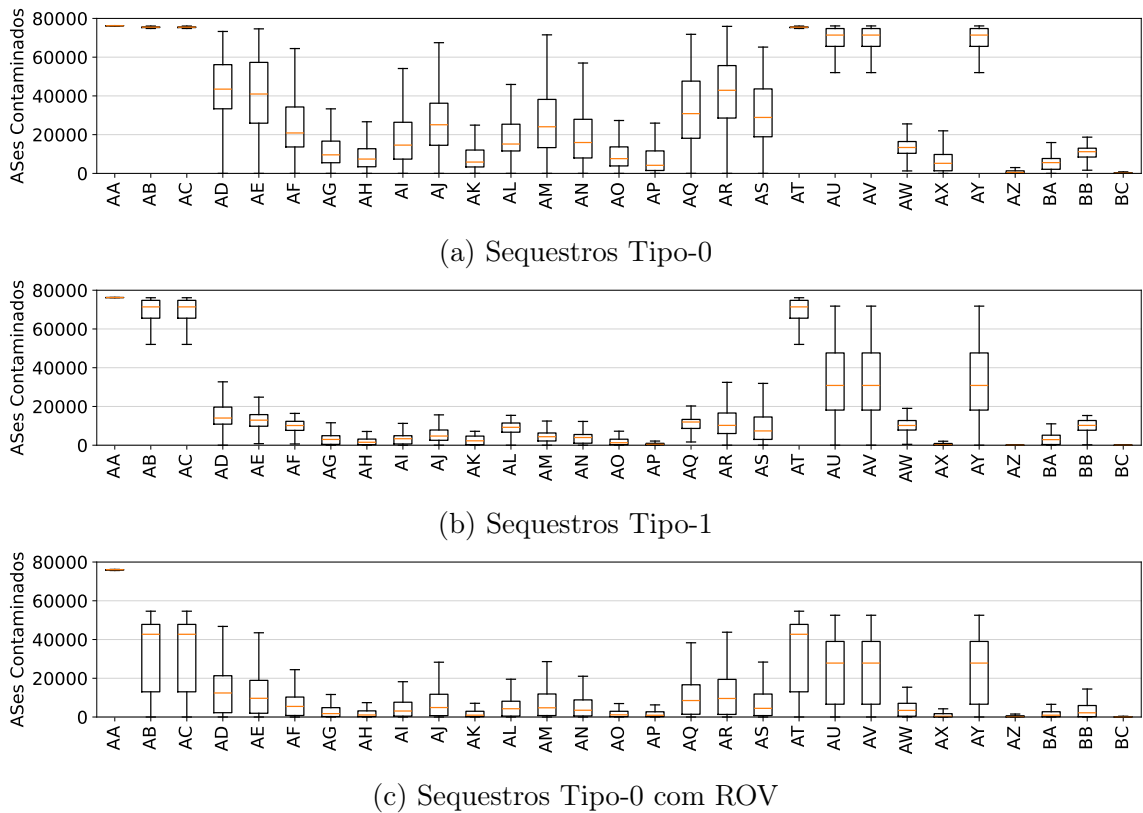 80000
60000
40000
20000
0
ASes Contaminados
AA AB AC AD AE AF AG AH AI AJ AK AL AM AN AO AP AQ AR AS AT AU AV AW AX AY AZ BA BB BC
(a) Sequestros Tipo-0
80000
60000
40000
20000
0
ASes Contaminados
AA AB AC AD AE AF AG AH AI AJ AK AL AM AN AO AP AQ AR AS AT AU AV AW AX AY AZ BA BB BC
(b) Sequestros Tipo-1
80000
60000
40000
20000
0
ASes Contaminados
AA AB AC AD AE AF AG AH AI AJ AK AL AM AN AO AP AQ AR AS AT AU AV AW AX AY AZ BA BB BC
(c) Sequestros Tipo-0 com ROV